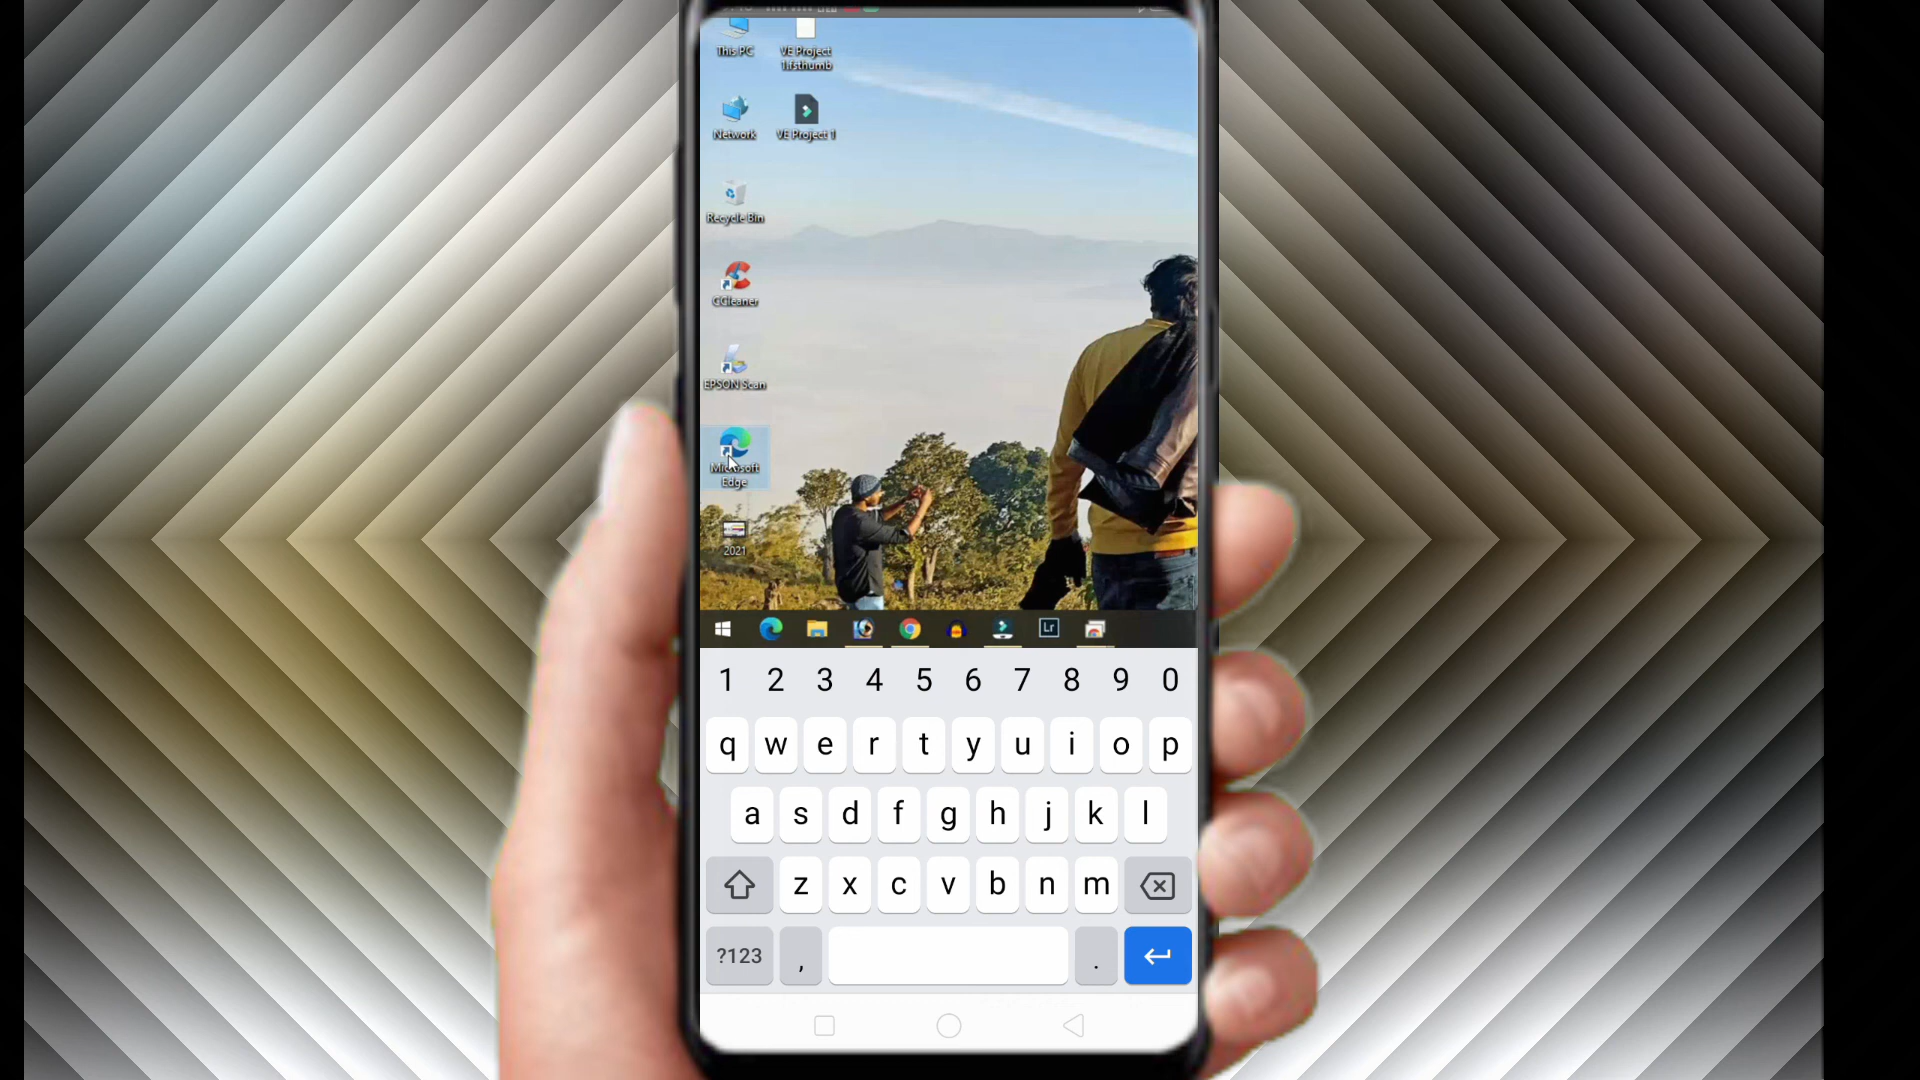 This PC
VE Project
1.fsthumb
Network
VE Project 1
Recycle Bin
CCleaner
EPSON Scan
Microsoft
Edge
2021
Lr
1 2 3 4 5 6 7 8 9 0
q w e r t y u i o p
a s d f g h j k l
z x c v b n m
?123 , .